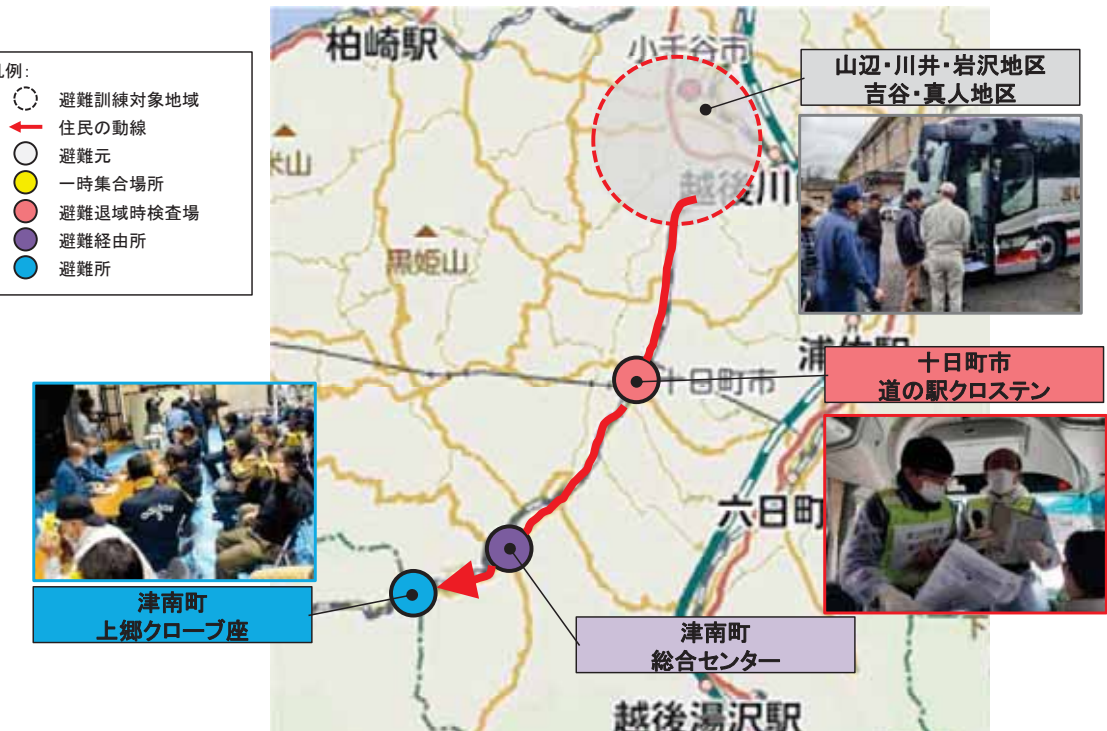 凡例:
避難訓練対象地域
住民の動線
避難元
一時集合場所
避難退域時検査場
避難経由所
避難所
柏崎駅
小千谷市
山辺・川井・岩沢地区
吉谷・真人地区
米山
越後川
黒姫山
浦佐駅
十日町市
十日町市
道の駅クロステン
六日町
津南町
上郷クローブ座
津南町
総合センター
越後湯沢駅